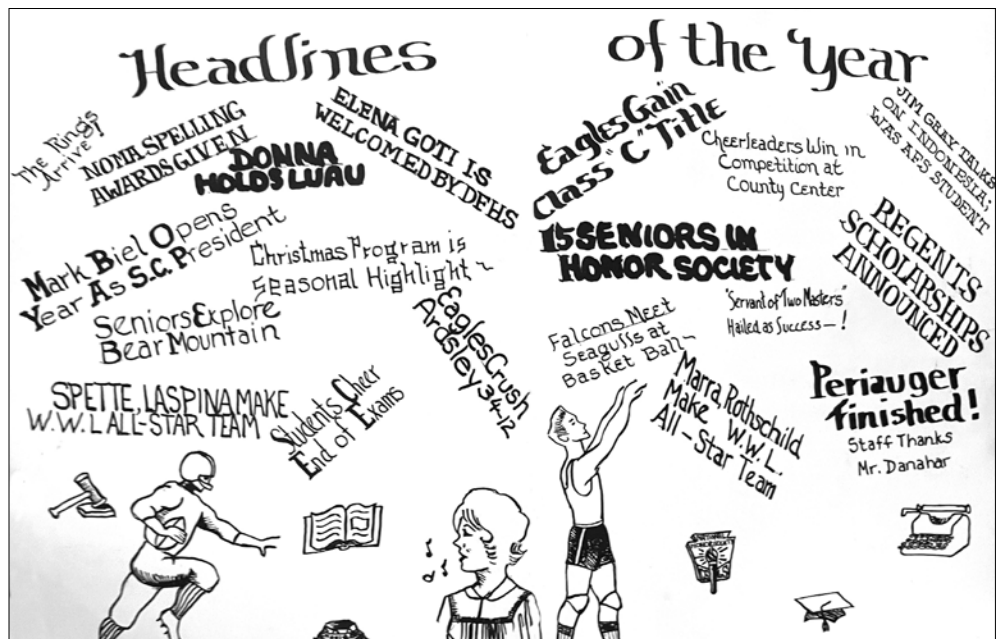 Headlines of the Year
The Rings
Arrive!
NOMA SPELLING
AWARDS GIVEN
DONNA
HOLDS LUAU
ELENA GOTI IS
WELCOMED BY DFHS
Eagles Gain
Class "C" Title
Cheerleaders Win in
Competition at
County Center
JIM GRAY TALKS
ON INDONESIA;
WAS AFS STUDENT
Mark Biel Opens
Year As S.C. President
Christmas Program is
Seasonal Highlight ~
15 SENIORS IN
HONOR SOCIETY
REGENTS
SCHOLARSHIPS
ANNOUNCED
Seniors Explore
Bear Mountain
Eagles Crush
Ardsley 34-12
"Servant of Two Masters"
Hailed as Success—!
Falcons Meet
Seagulls at
Basket Ball~
SPETTE, LASPINA MAKE
W.W.L ALL-STAR TEAM
Students Cheer
End of Exams
Marra, Rothschild
Make W.W.L.
All-Star Team
Periauger
finished!
Staff Thanks
Mr. Danahar